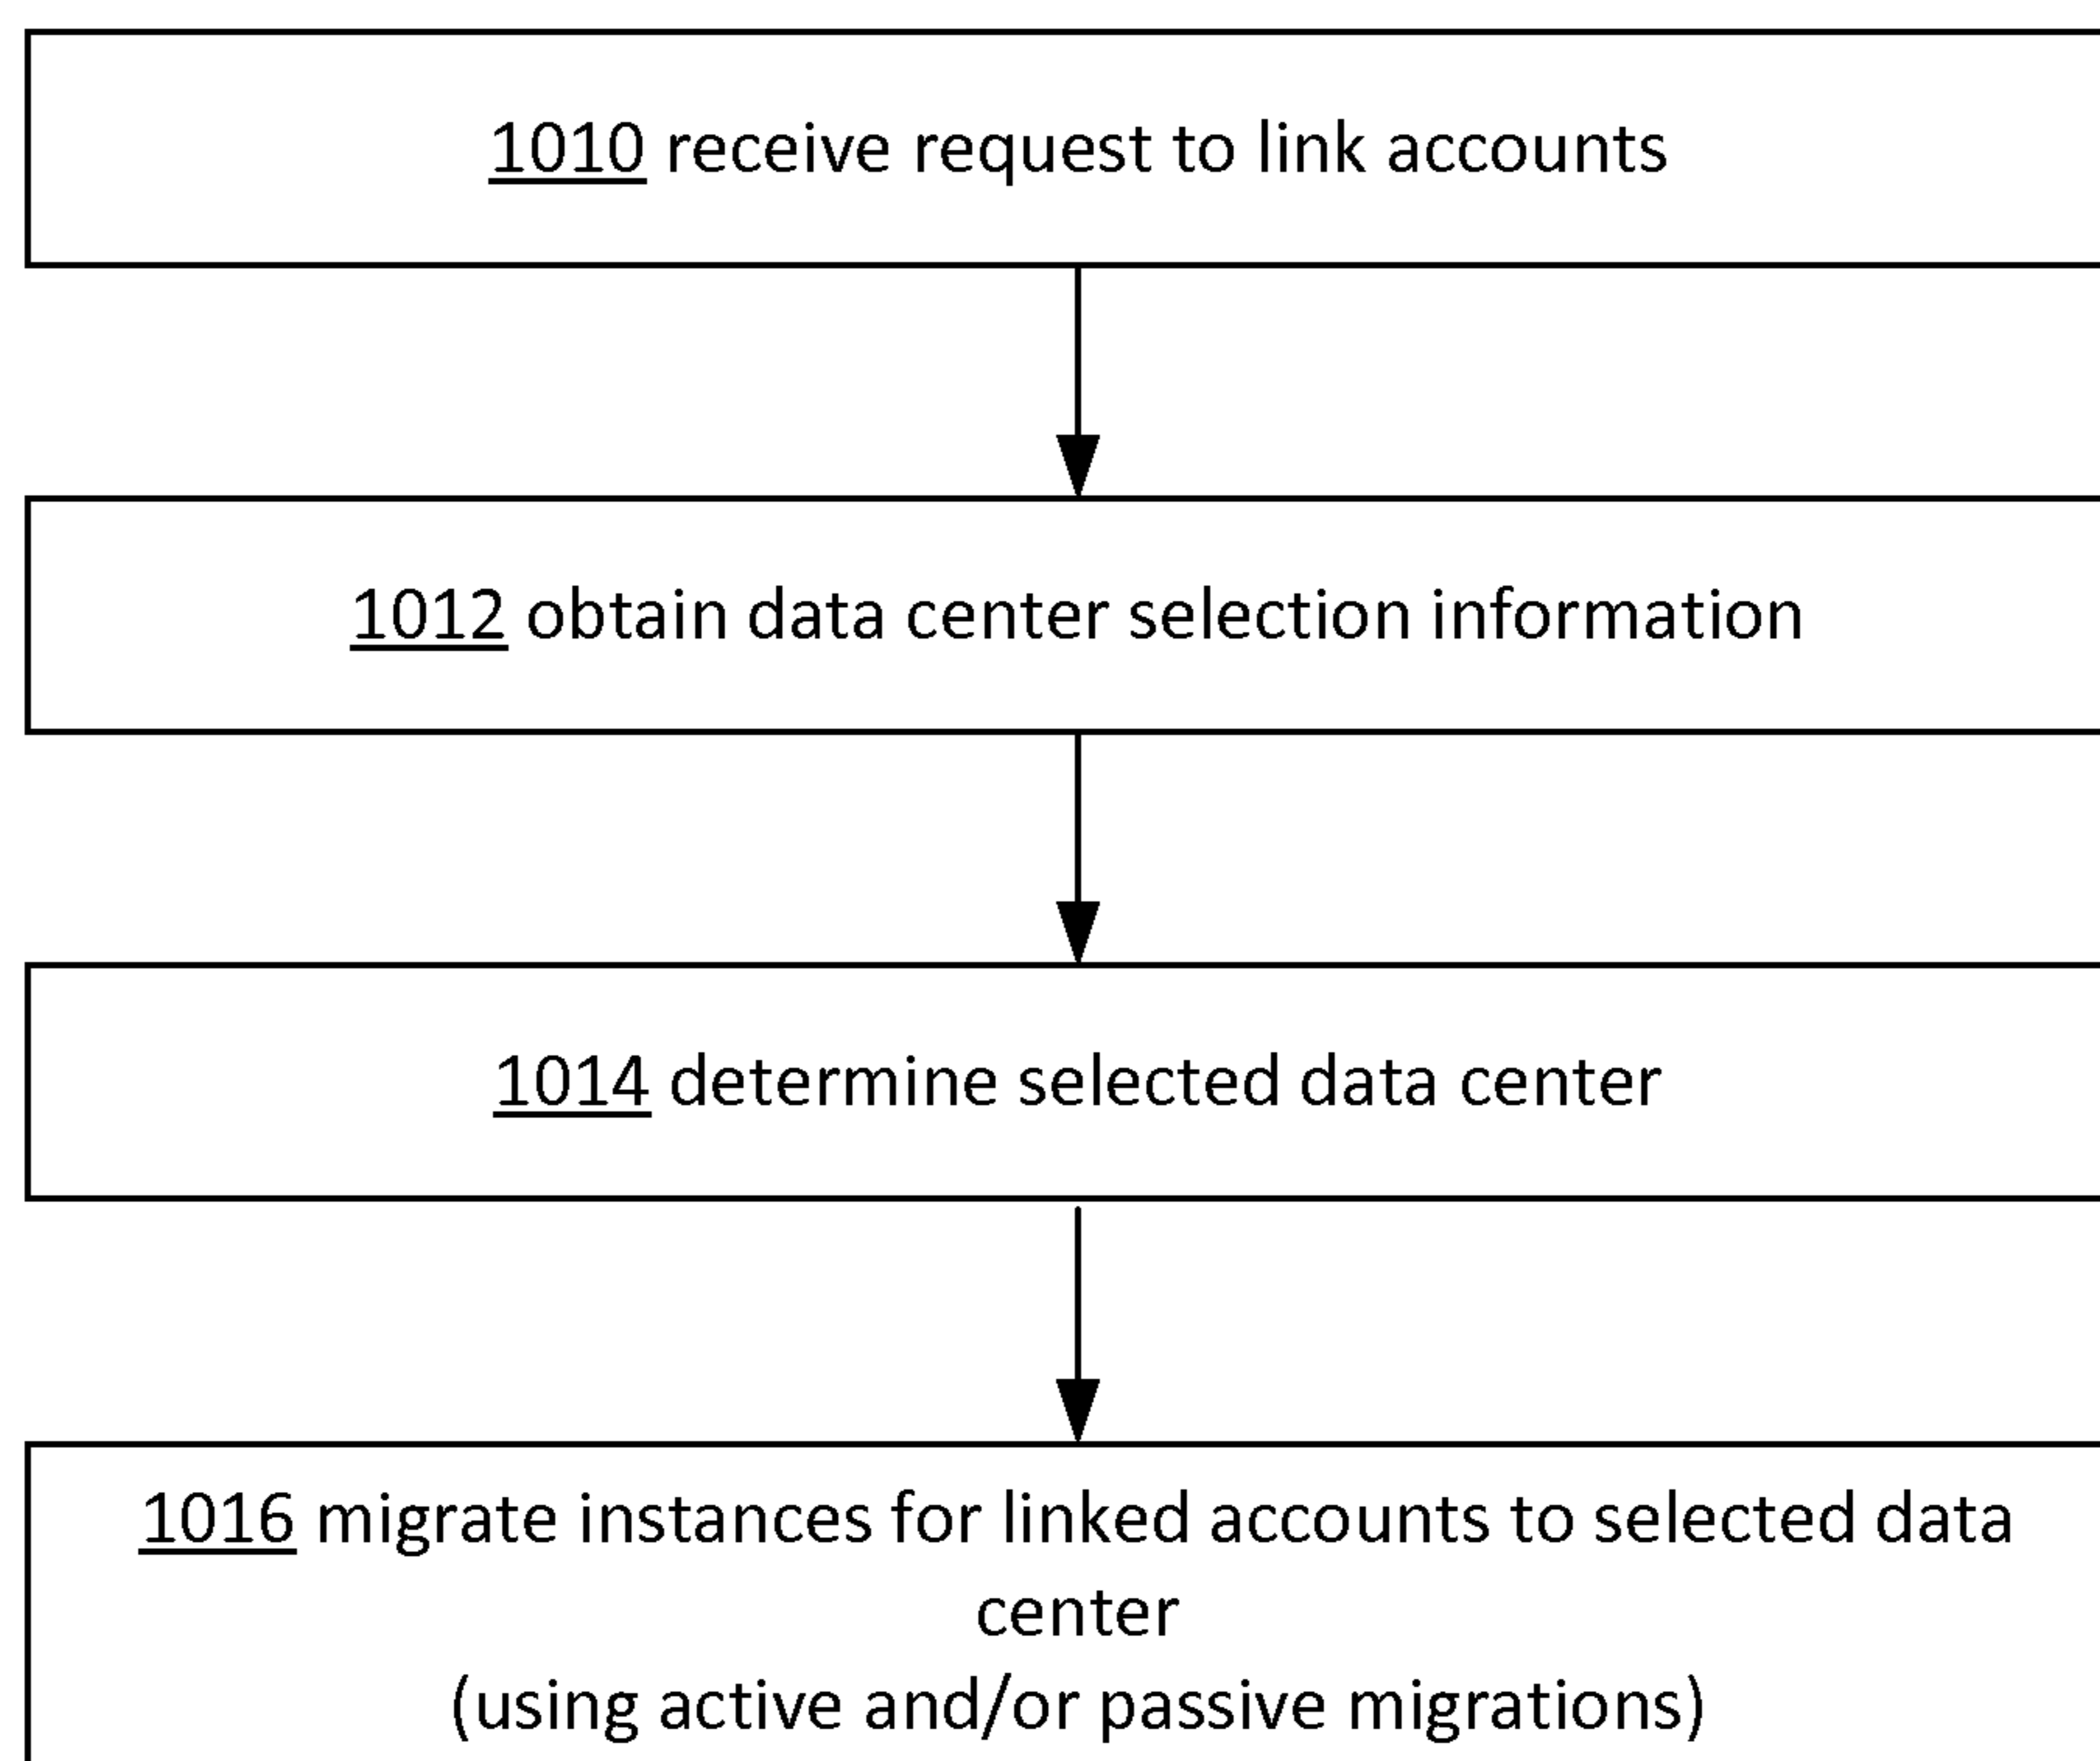 1010 receive request to link accounts
1012 obtain data center selection information
1014 determine selected data center
1016 migrate instances for linked accounts to selected data
center
(using active and/or passive migrations)